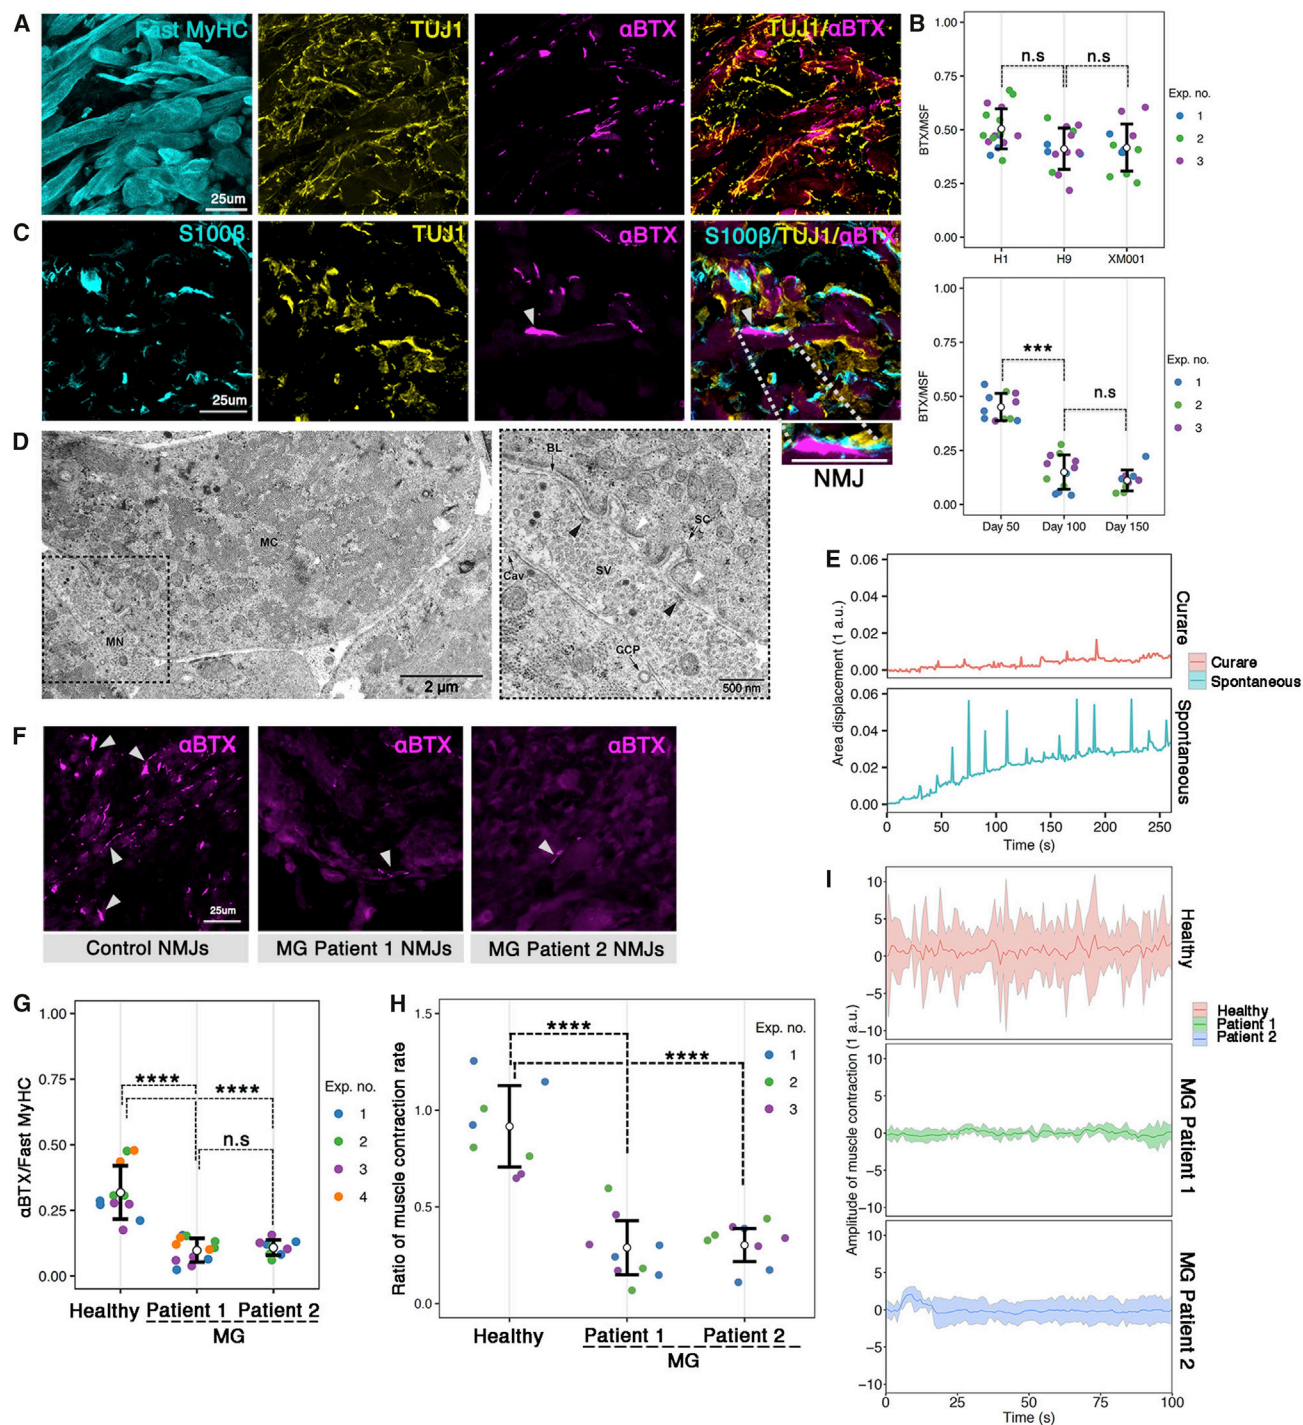 A
Fast MyHC
TUJ1
αBTX
TUJ1/αBTX
25um
B
1.00
0.75
0.50
0.25
0.00
BTX/MSF
n.s
n.s
H1
H9
XM001
Exp. no.
1
2
3
C
S100β
TUJ1
αBTX
S100β/TUJ1/αBTX
25um
NMJ
1.00
0.75
0.50
0.25
0.00
BTX/MSF
***
n.s
Day 50
Day 100
Day 150
Exp. no.
1
2
3
D
MC
MN
2 µm
BL
SC
SV
Cav
CCP
500 nm
E
0.06
0.04
0.02
0.00
0.06
0.04
0.02
0.00
Area displacement (1 a.u.)
Curare
Spontaneous
0
50
100
150
200
250
Time (s)
Curare
Spontaneous
F
αBTX
αBTX
αBTX
25um
Control NMJs
MG Patient 1 NMJs
MG Patient 2 NMJs
G
1.00
0.75
0.50
0.25
0.00
αBTX/Fast MyHC
****
****
n.s
Healthy
Patient 1
Patient 2
MG
Exp. no.
1
2
3
4
H
1.5
1.0
0.5
0.0
Ratio of muscle contraction rate
****
****
Healthy
Patient 1
Patient 2
MG
Exp. no.
1
2
3
I
10
5
0
−5
−10
10
5
0
−5
−10
10
5
0
−5
−10
Amplitude of muscle contraction (1 a.u.)
Healthy
MG Patient 1
MG Patient 2
0
25
50
75
100
Time (s)
Healthy
Patient 1
Patient 2